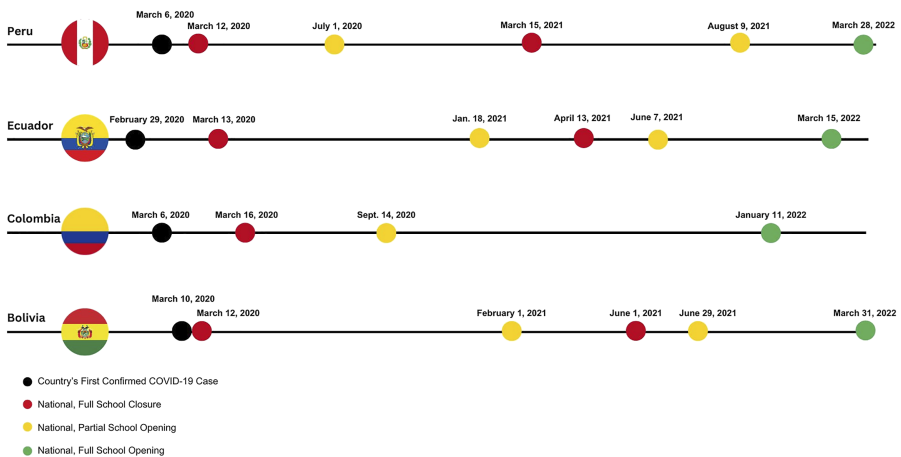 Peru
March 6, 2020
March 12, 2020
July 1, 2020
March 15, 2021
August 9, 2021
March 28, 2022
Ecuador
February 29, 2020
March 13, 2020
Jan. 18, 2021
April 13, 2021
June 7, 2021
March 15, 2022
Colombia
March 6, 2020
March 16, 2020
Sept. 14, 2020
January 11, 2022
Bolivia
March 10, 2020
March 12, 2020
February 1, 2021
June 1, 2021
June 29, 2021
March 31, 2022
Country's First Confirmed COVID-19 Case
National, Full School Closure
National, Partial School Opening
National, Full School Opening